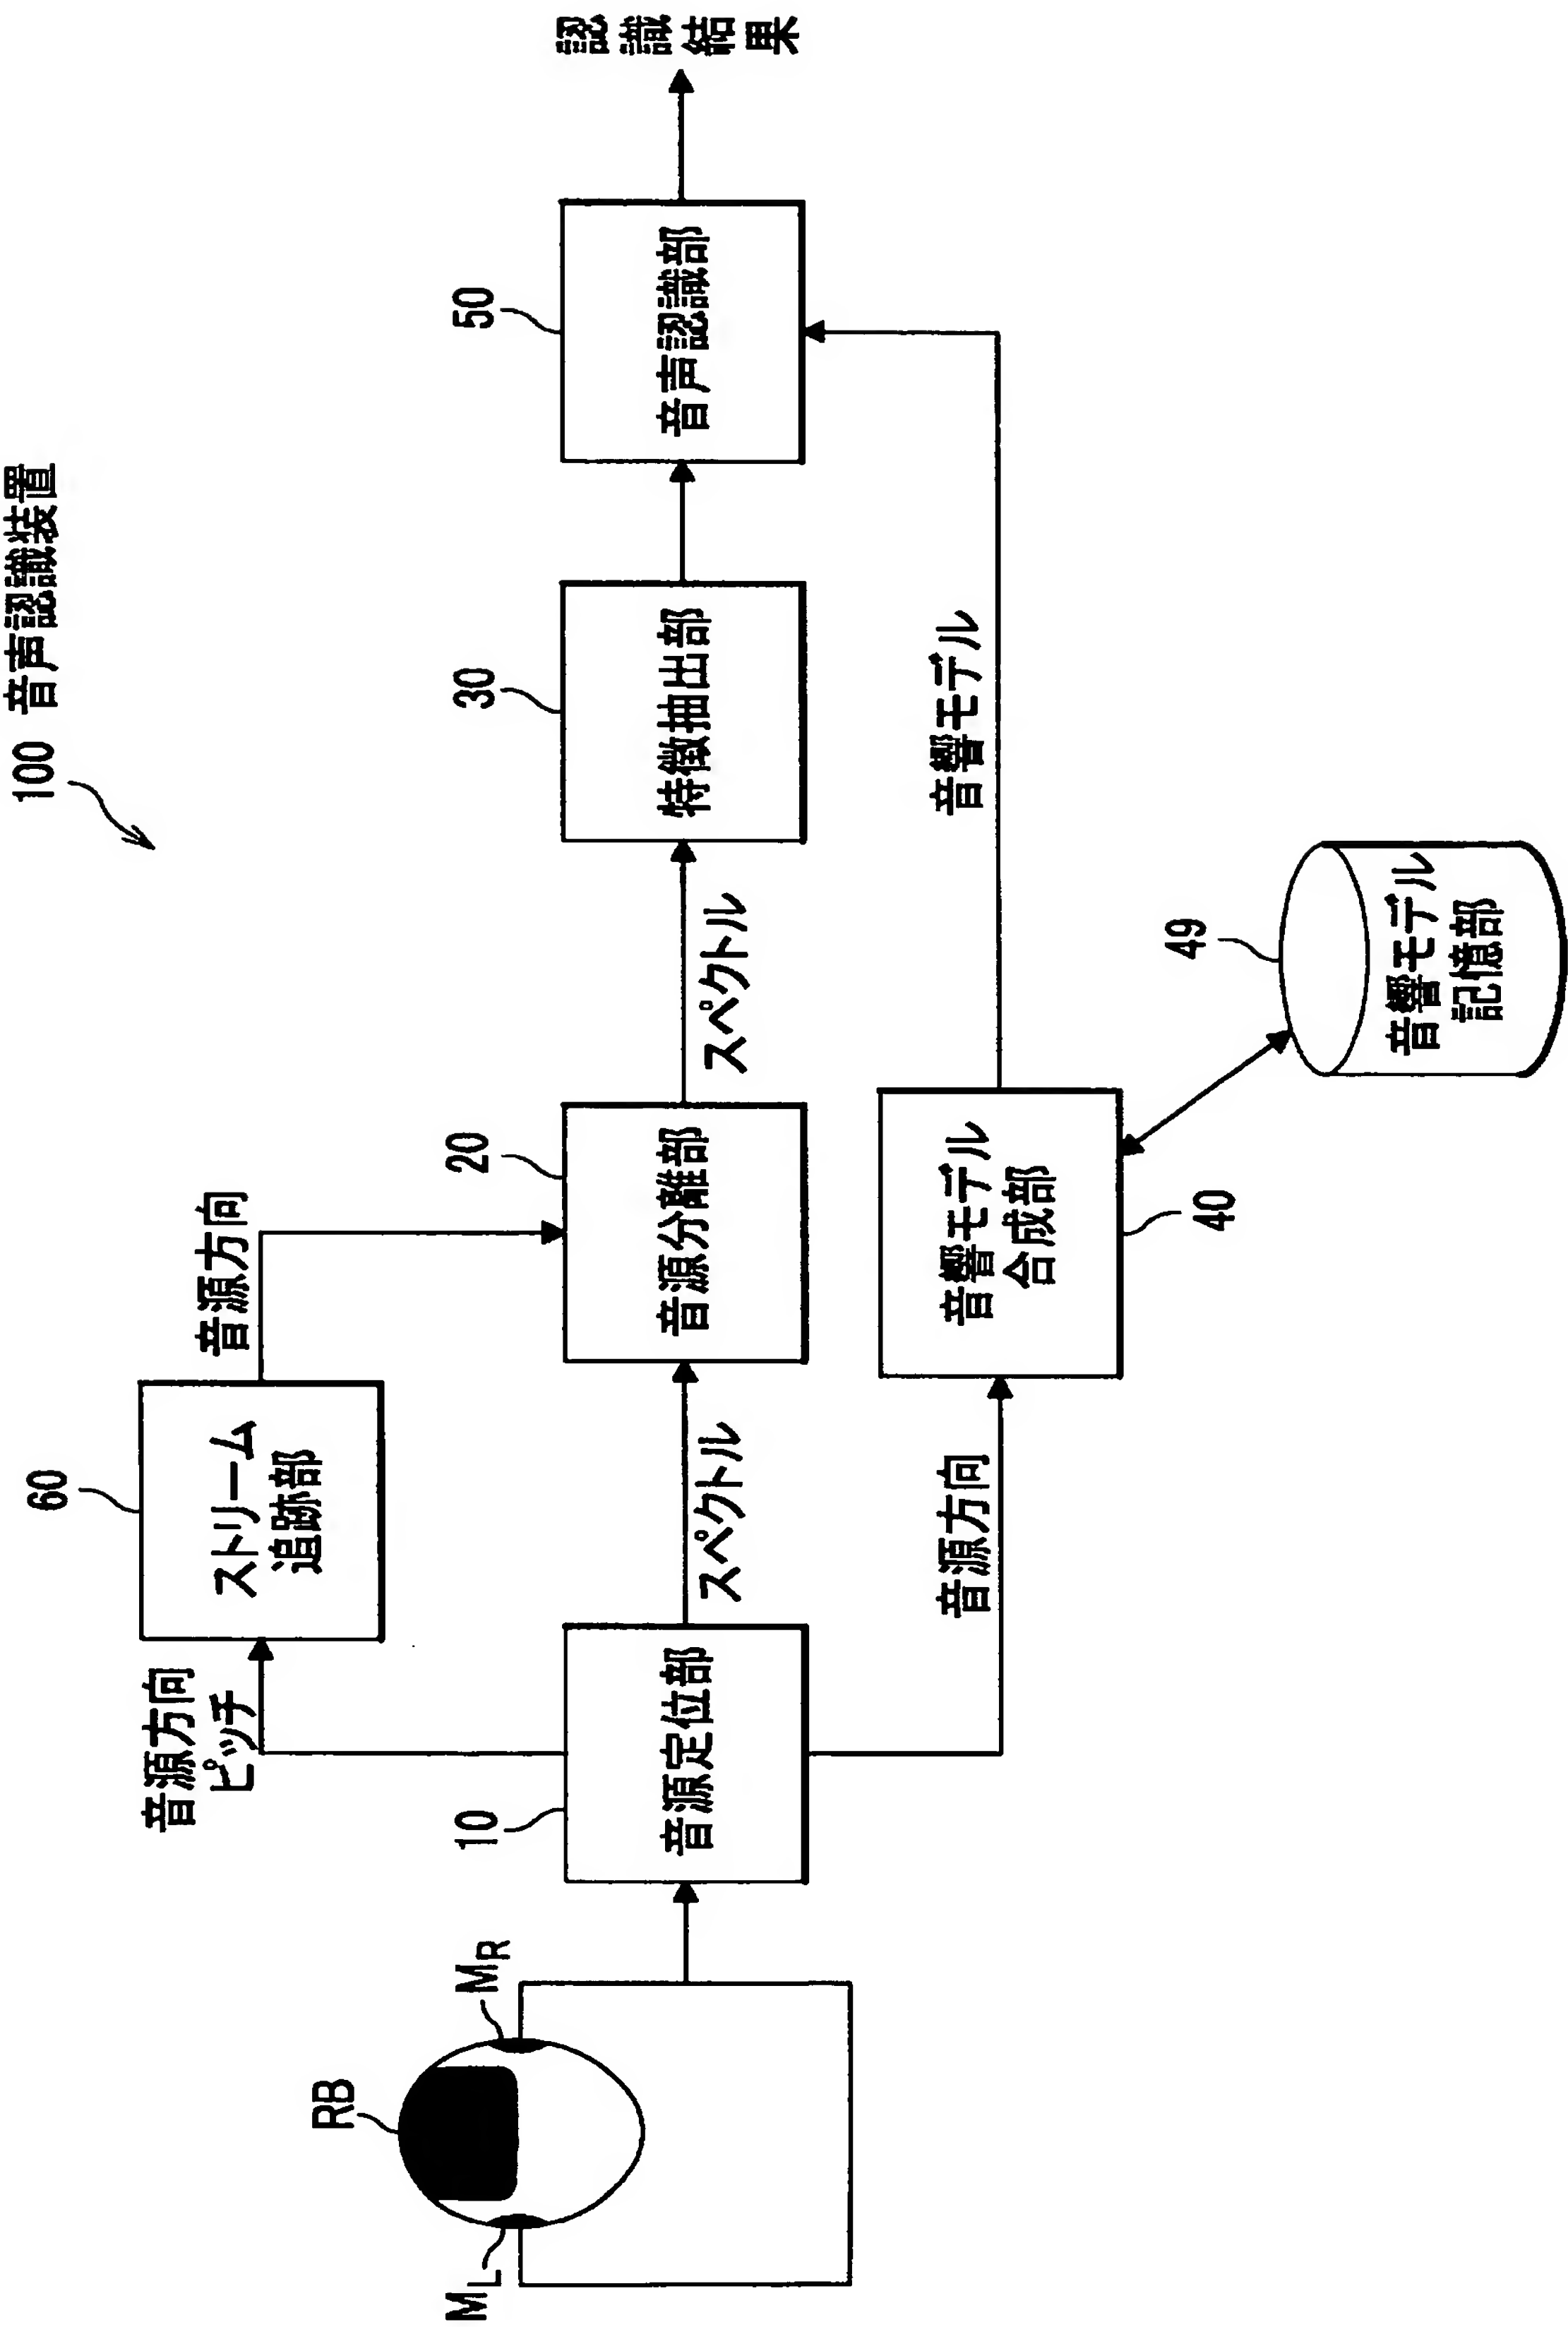 100 音声認識装置
60
ストリーム
追跡部
音源方向
ピッチ
音源方向
RB
ML
MR
10
音源定位部
スペクトル
20
音源分離部
スペクトル
30
特徴抽出部
50
音声認識部
認識結果
音源方向
音響モデル
合成部
40
音響モデル
49
音響モデル
記憶部